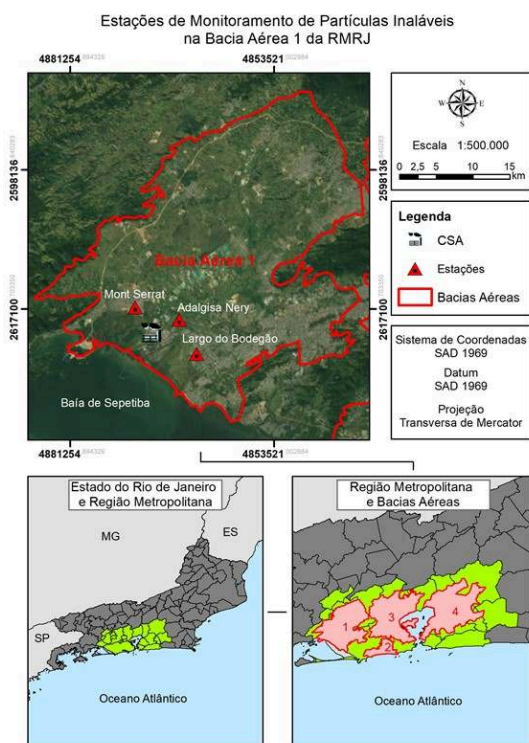 Estações de Monitoramento de Partículas Inaláveis
na Bacia Aérea 1 da RMRJ
4881254
4853521
N
W E
S
Escala 1:500.000
0 2,5 5 10 15
km
2598136
2617100
Bacia Aérea 1
Mont Serrat
Adalgisa Nery
Largo do Bodegão
Baía de Sepetiba
Legenda
CSA
Estações
Bacias Aéreas
Sistema de Coordenadas
SAD 1969
Datum
SAD 1969
Projeção
Transversa de Mercator
4881254
4853521
2598136
2617100
Estado do Rio de Janeiro
e Região Metropolitana
MG
ES
SP
Oceano Atlântico
Região Metropolitana
e Bacias Aéreas
1
2
3
4
Oceano Atlântico